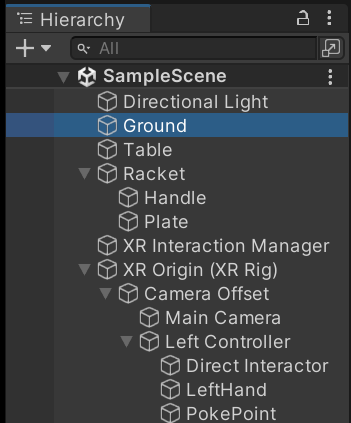 Hierarchy
All
SampleScene
Directional Light
Ground
Table
Racket
Handle
Plate
XR Interaction Manager
XR Origin (XR Rig)
Camera Offset
Main Camera
Left Controller
Direct Interactor
LeftHand
PokePoint